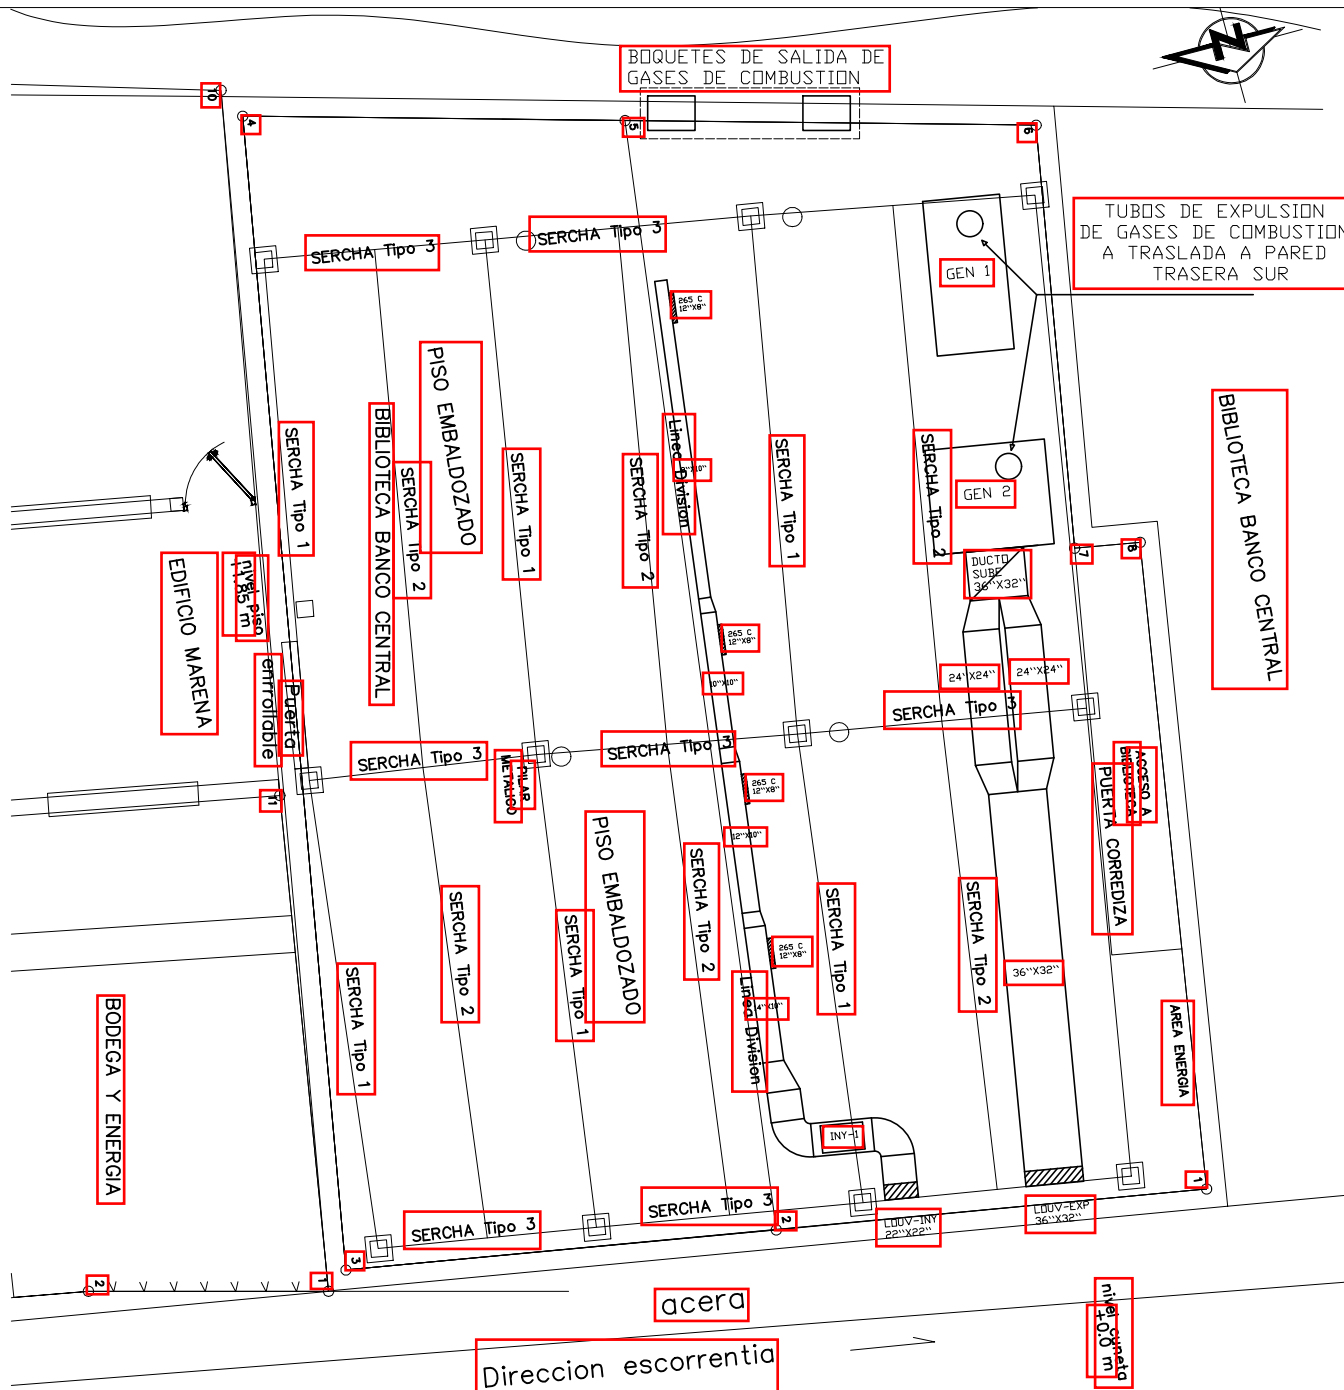 N
BOQUETES DE SALIDA DE
GASES DE COMBUSTION
10
4
5
6
TUBOS DE EXPULSION
DE GASES DE COMBUSTION
A TRASLADA A PARED
TRASERA SUR
SERCHA Tipo 3
SERCHA Tipo 3
GEN 1
265 C
12"X8"
PISO EMBALDOZADO
BIBLIOTECA BANCO CENTRAL
SERCHA Tipo 1
SERCHA Tipo 2
SERCHA Tipo 1
SERCHA Tipo 2
Linea Division
SERCHA Tipo 1
SERCHA Tipo 2
GEN 2
BIBLIOTECA BANCO CENTRAL
7
8
DUCTO
SUBE
36"X32"
EDIFICIO MARENA
nivel piso
Puerta
enrrollable
265 C
12"X8"
10"X10"
24"X24"
24"X24"
SERCHA Tipo 3
SERCHA Tipo 3
SERCHA Tipo 3
PILAR
METALICO
11
265 C
12"X8"
12"X10"
ACCESO A
BIBLIOTECA
PUERTA CORREDIZA
PISO EMBALDOZADO
SERCHA Tipo 2
SERCHA Tipo 1
SERCHA Tipo 2
SERCHA Tipo 1
SERCHA Tipo 2
265 C
12"X8"
36"X32"
SERCHA Tipo 1
Linea Division
AREA ENERGIA
BODEGA Y ENERGIA
INY-1
1
SERCHA Tipo 3
SERCHA Tipo 3
2
LOUV-INY
22"X22"
LOUV-EXP
36"X32"
3
1
2
acera
nivel cuneta
+0.0 m
Direccion escorrentia